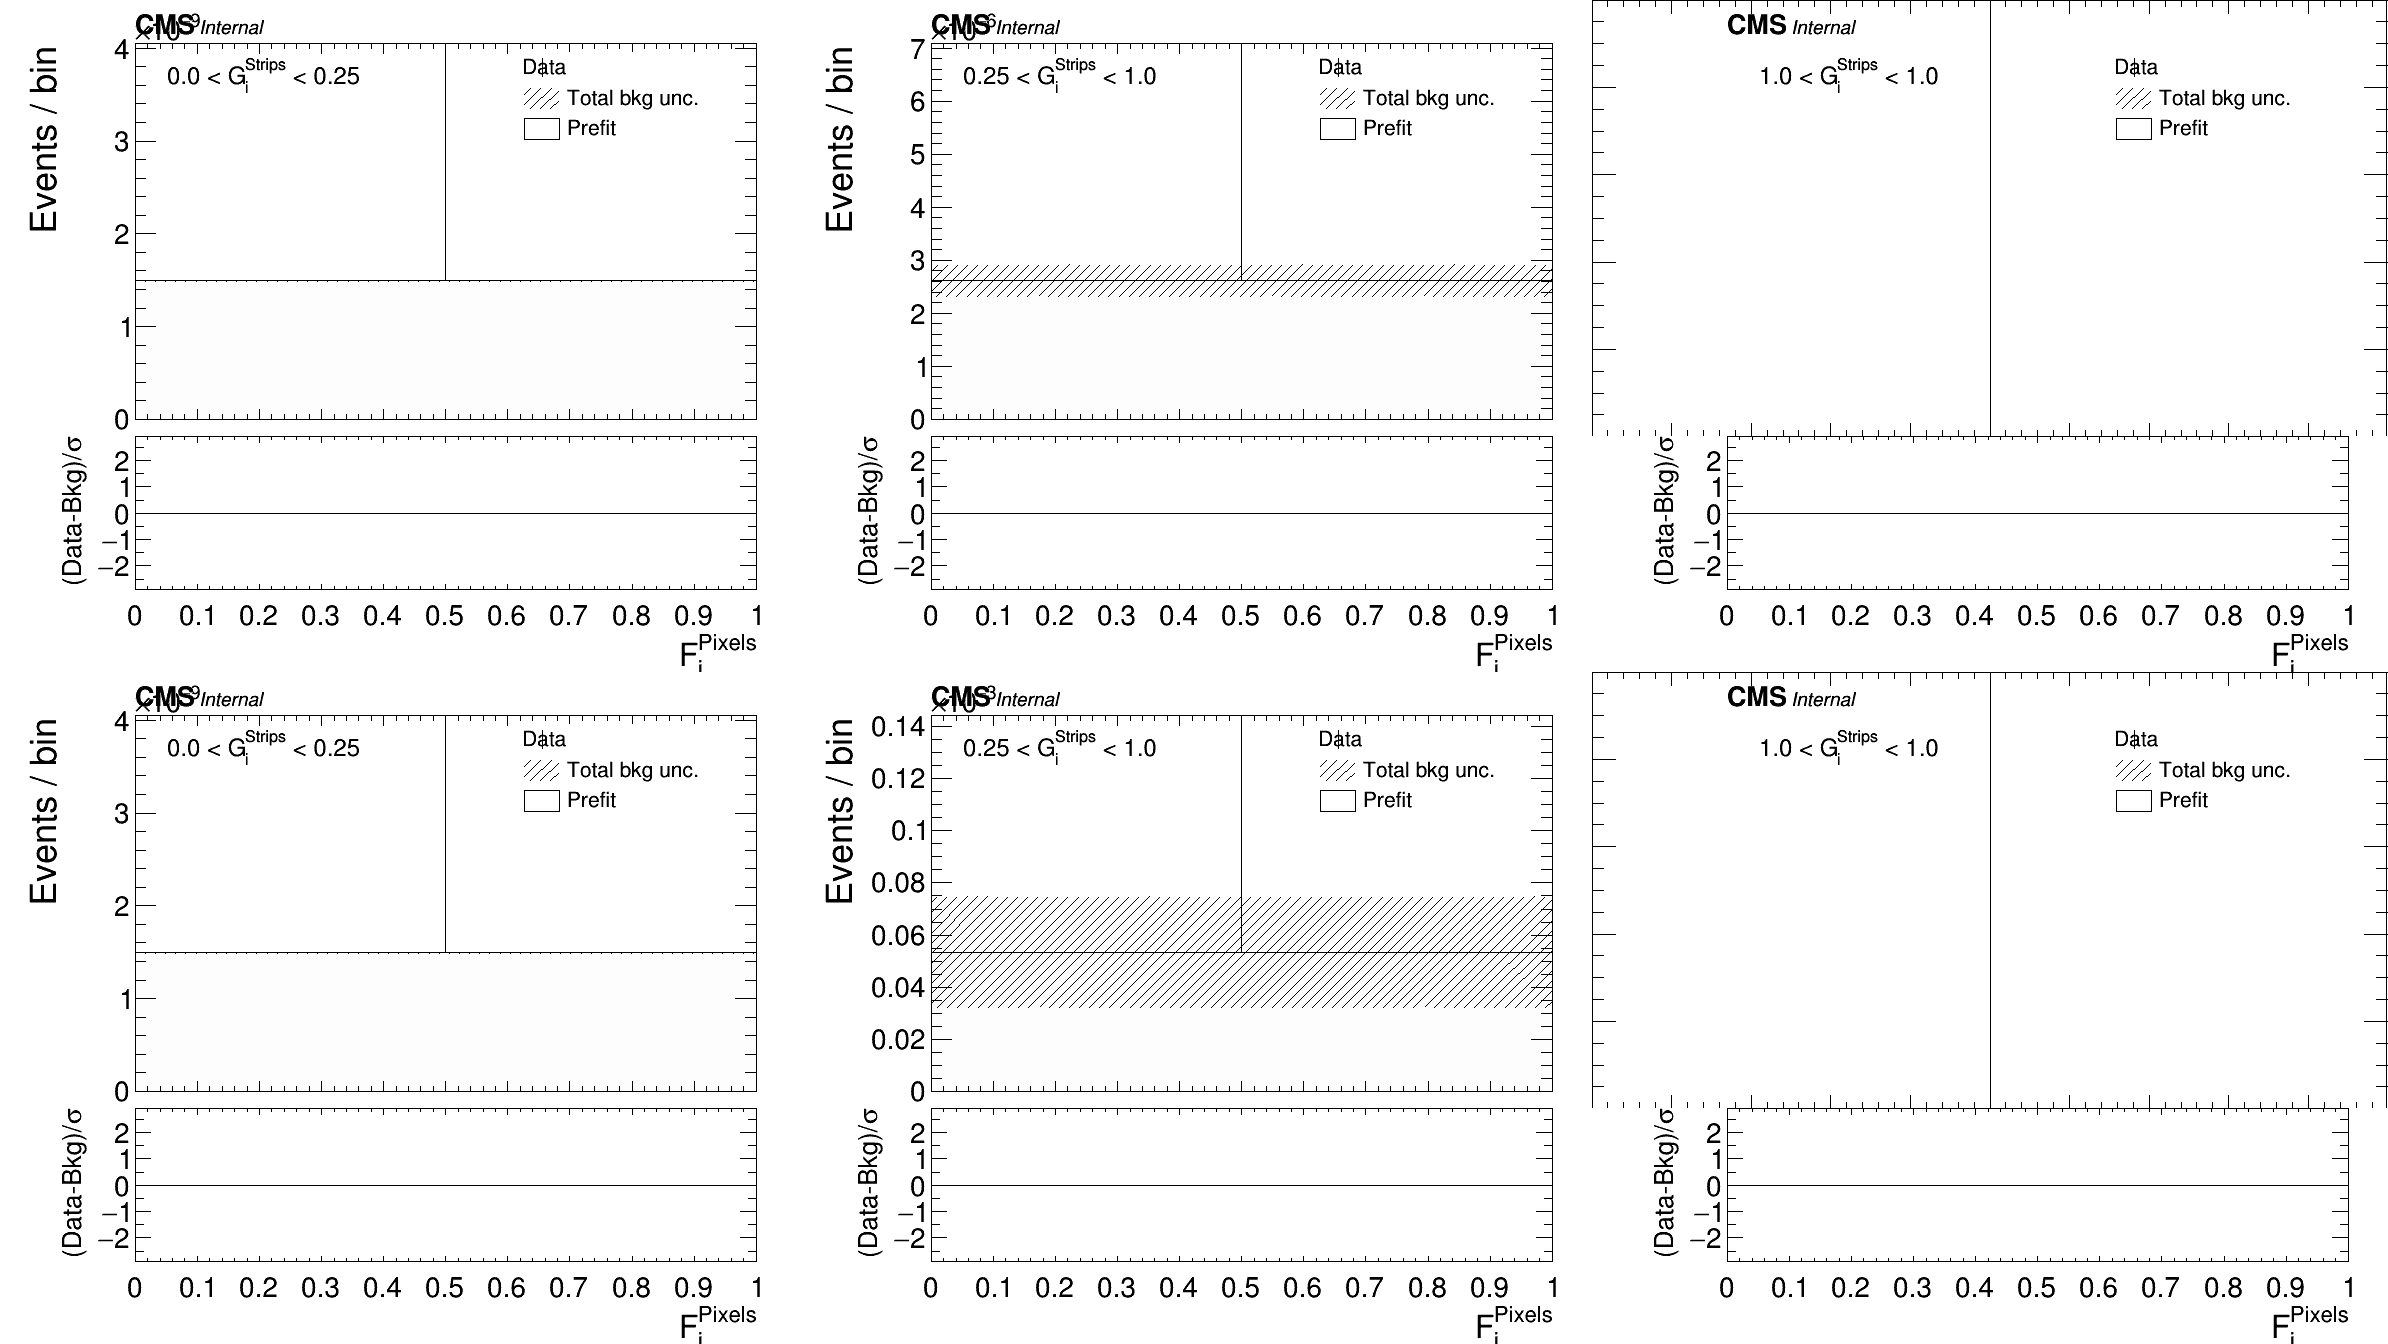 CMS Internal
4
3
2
1
0
Events / bin
0.0 < G_i^Strips < 0.25
Data
Total bkg unc.
Prefit
2
1
0
−1
−2
(Data-Bkg)/σ
0 0.1 0.2 0.3 0.4 0.5 0.6 0.7 0.8 0.9 1
F_i^Pixels
CMS Internal
7
6
5
4
3
2
1
0
Events / bin
0.25 < G_i^Strips < 1.0
Data
Total bkg unc.
Prefit
2
1
0
−1
−2
(Data-Bkg)/σ
0 0.1 0.2 0.3 0.4 0.5 0.6 0.7 0.8 0.9 1
F_i^Pixels
CMS Internal
1.0 < G_i^Strips < 1.0
Data
Total bkg unc.
Prefit
2
1
0
−1
−2
(Data-Bkg)/σ
0 0.1 0.2 0.3 0.4 0.5 0.6 0.7 0.8 0.9 1
F_i^Pixels
CMS Internal
4
3
2
1
0
Events / bin
0.0 < G_i^Strips < 0.25
Data
Total bkg unc.
Prefit
2
1
0
−1
−2
(Data-Bkg)/σ
0 0.1 0.2 0.3 0.4 0.5 0.6 0.7 0.8 0.9 1
F_i^Pixels
CMS Internal
0.14
0.12
0.1
0.08
0.06
0.04
0.02
0
Events / bin
0.25 < G_i^Strips < 1.0
Data
Total bkg unc.
Prefit
2
1
0
−1
−2
(Data-Bkg)/σ
0 0.1 0.2 0.3 0.4 0.5 0.6 0.7 0.8 0.9 1
F_i^Pixels
CMS Internal
1.0 < G_i^Strips < 1.0
Data
Total bkg unc.
Prefit
2
1
0
−1
−2
(Data-Bkg)/σ
0 0.1 0.2 0.3 0.4 0.5 0.6 0.7 0.8 0.9 1
F_i^Pixels